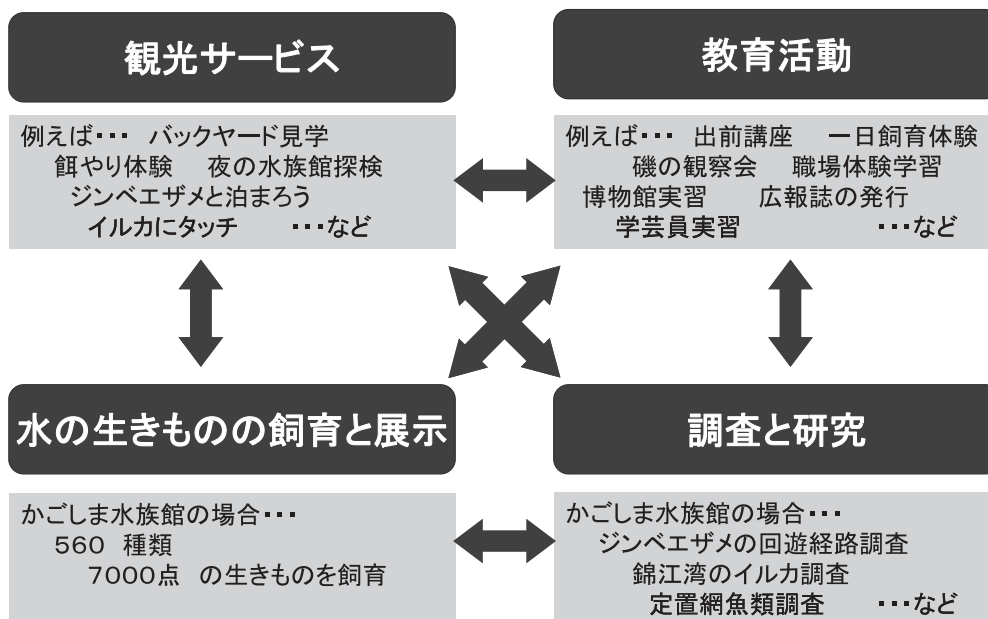 観光サービス
例えば･･･　バックヤード見学
餌やり体験　夜の水族館探検
ジンベエザメと泊まろう
イルカにタッチ　　･･･など
教育活動
例えば･･･　出前講座　一日飼育体験
磯の観察会　職場体験学習
博物館実習　広報誌の発行
学芸員実習　　･･･など
水の生きものの飼育と展示
かごしま水族館の場合･･･
560　種類
7000点　の生きものを飼育
調査と研究
かごしま水族館の場合･･･
ジンベエザメの回遊経路調査
錦江湾のイルカ調査
定置網魚類調査　　･･･など